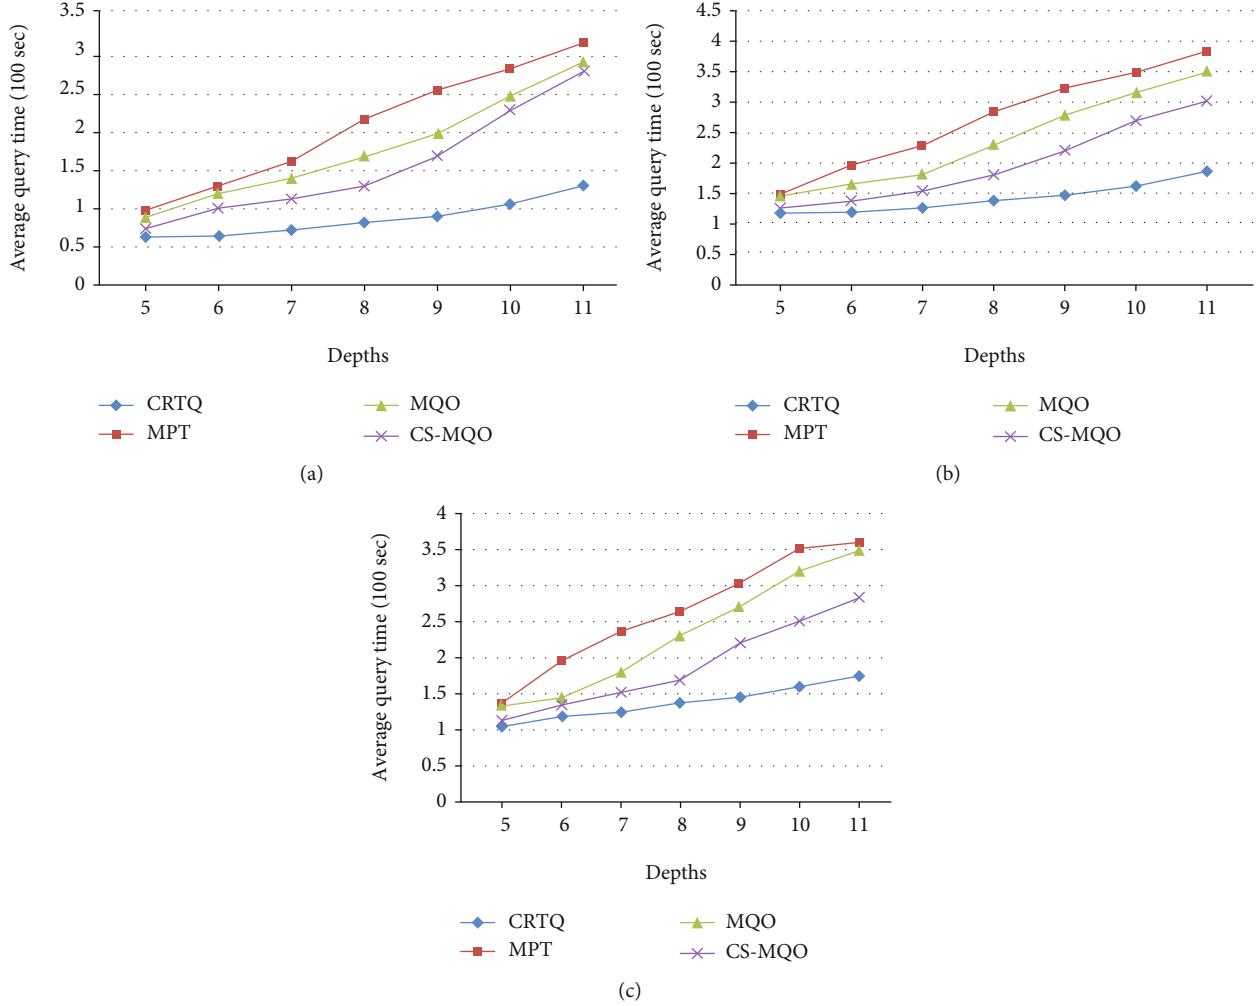 Average query time (100 sec)
3.5
3
2.5
2
1.5
1
0.5
0
5 6 7 8 9 10 11
Depths
CRTQ MQO
MPT CS-MQO
(a)
Average query time (100 sec)
4.5
4
3.5
3
2.5
2
1.5
1
0.5
0
5 6 7 8 9 10 11
Depths
CRTQ MQO
MPT CS-MQO
(b)
Average query time (100 sec)
4
3.5
3
2.5
2
1.5
1
0.5
0
5 6 7 8 9 10 11
Depths
CRTQ MQO
MPT CS-MQO
(c)